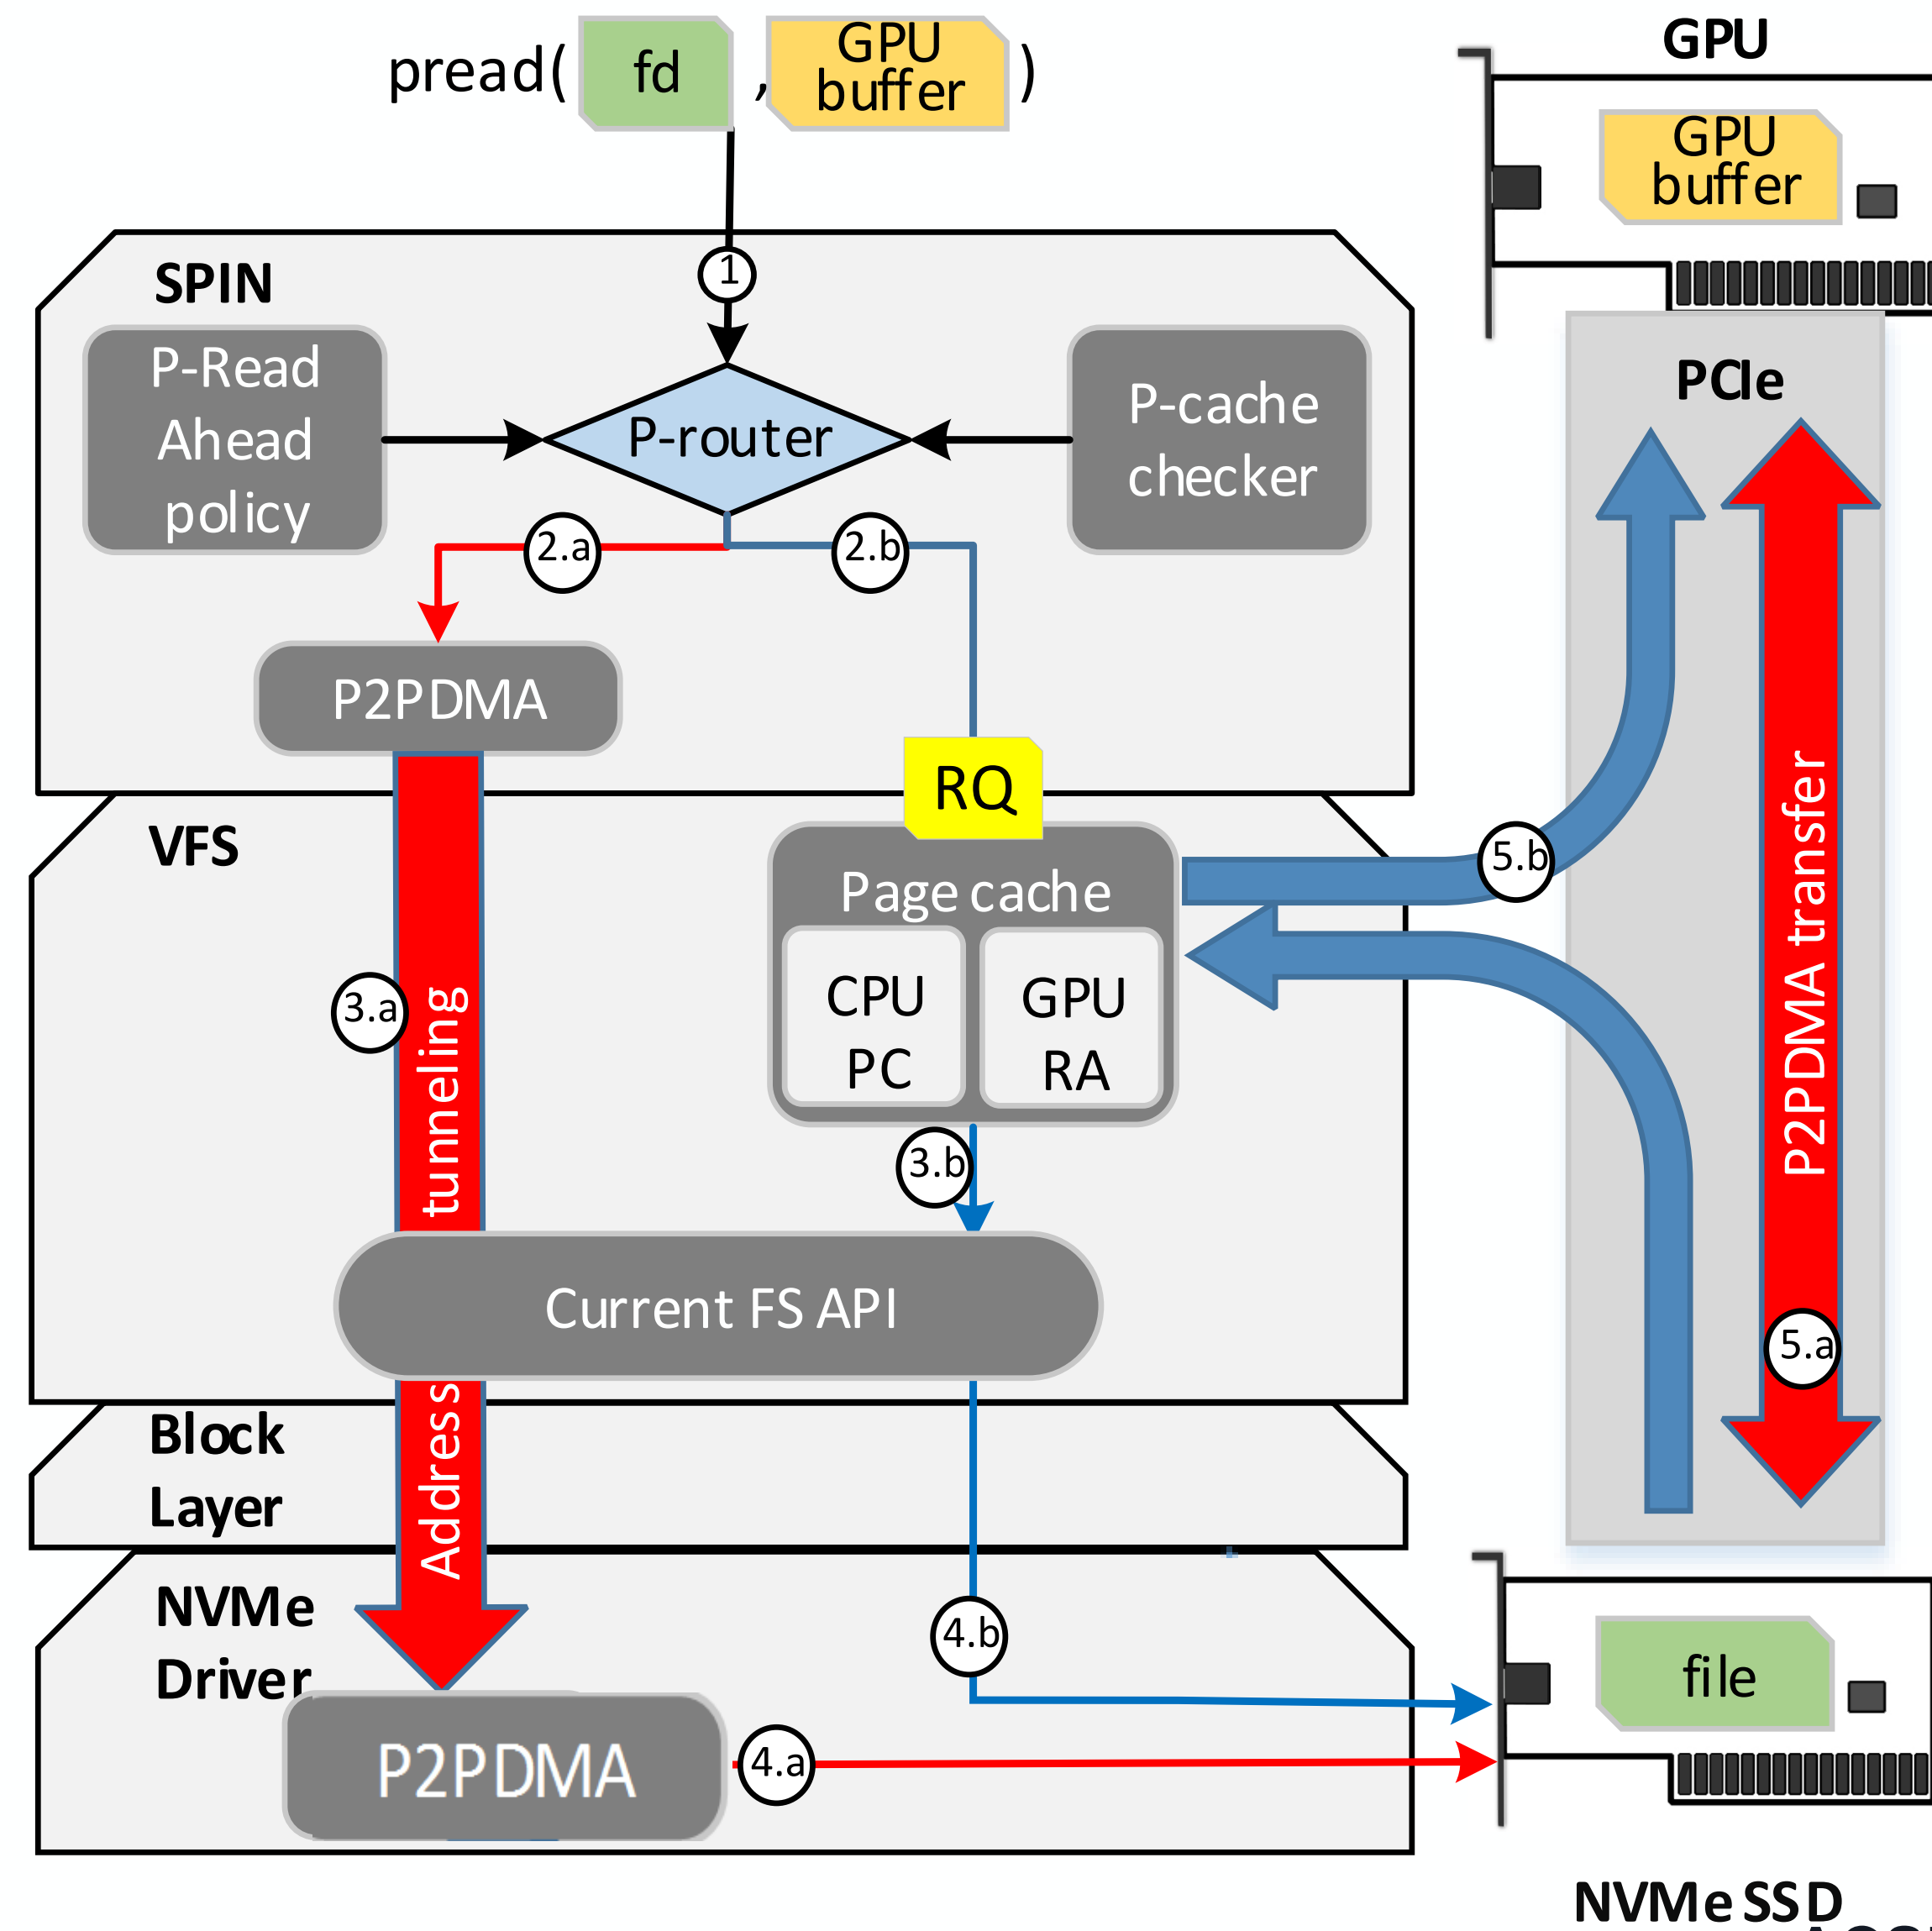 pread( fd , GPU buffer )
GPU
GPU
buffer
SPIN
1
P-Read
Ahead
policy
P-router
P-cache
checker
PCIe
2.a
2.b
P2PDMA
RQ
VFS
Page cache
CPU
PC
GPU
RA
5.b
P2PDMA transfer
3.a
Address tunneling
3.b
Current FS API
5.a
Block
Layer
NVMe
Driver
4.b
file
P2PDMA
4.a
NVMe SSD